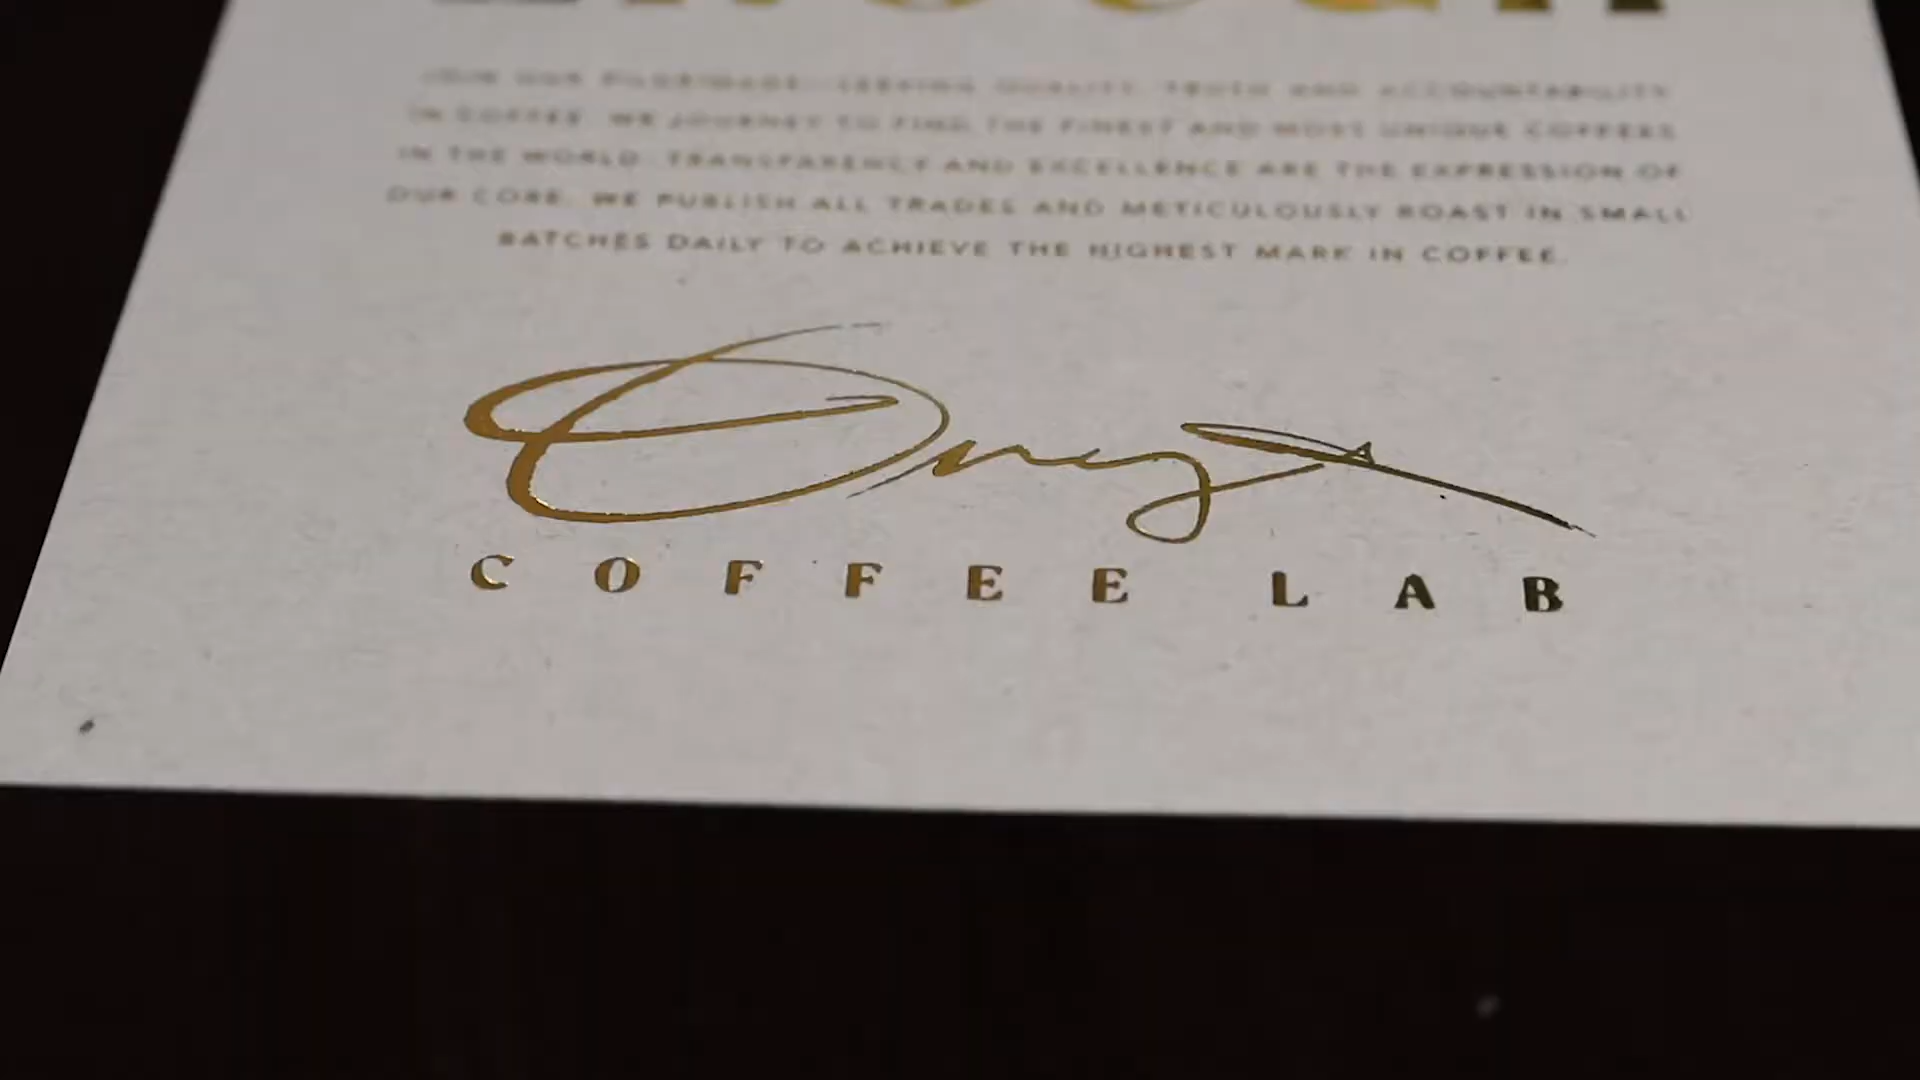 JOIN OUR PILGRIMAGE SEEKING QUALITY, TRUTH AND ACCOUNTABILITY
IN COFFEE. WE JOURNEY TO FIND THE FINEST AND MOST UNIQUE COFFEES
IN THE WORLD. TRANSPARENCY AND EXCELLENCE ARE THE EXPRESSION OF
OUR CORE. WE PUBLISH ALL TRADES AND METICULOUSLY ROAST IN SMALL
BATCHES DAILY TO ACHIEVE THE HIGHEST MARK IN COFFEE.
Onyx
COFFEE LAB